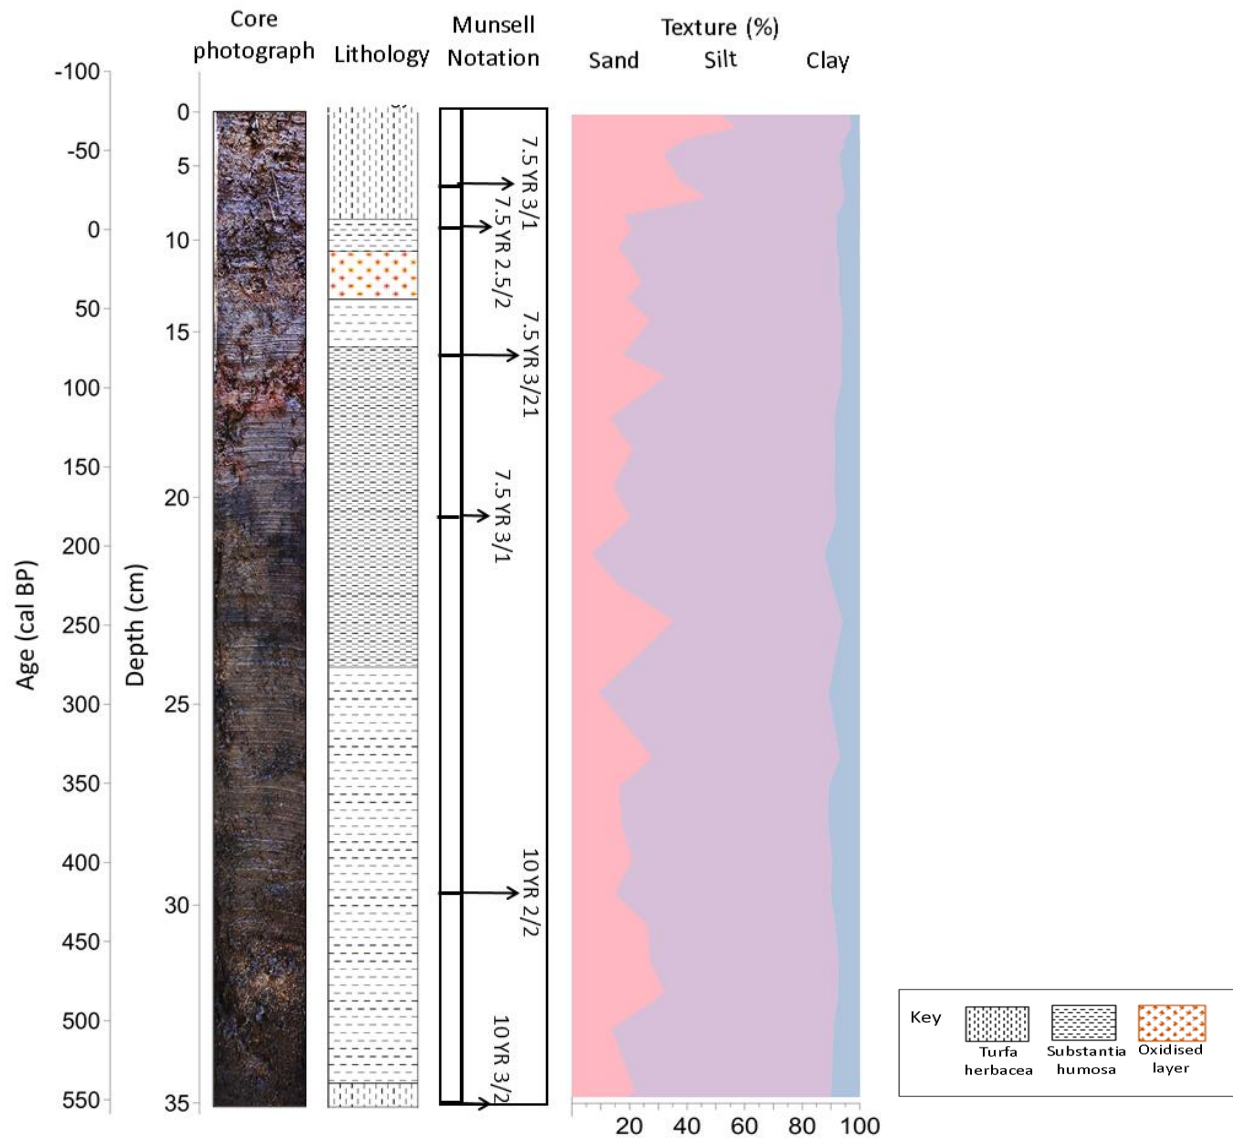 Core
photograph
Lithology
Munsell
Notation
Texture (%)
Sand
Silt
Clay
Age (cal BP)
-100
-50
0
50
100
150
200
250
300
350
400
450
500
550
Depth (cm)
0
5
10
15
20
25
30
35
7.5 YR 3/1
7.5 YR 2.5/2
7.5 YR 3/21
7.5 YR 3/1
10 YR 2/2
10 YR 3/2
20
40
60
80
100
Key
Turfa
herbacea
Substantia
humosa
Oxidised
layer